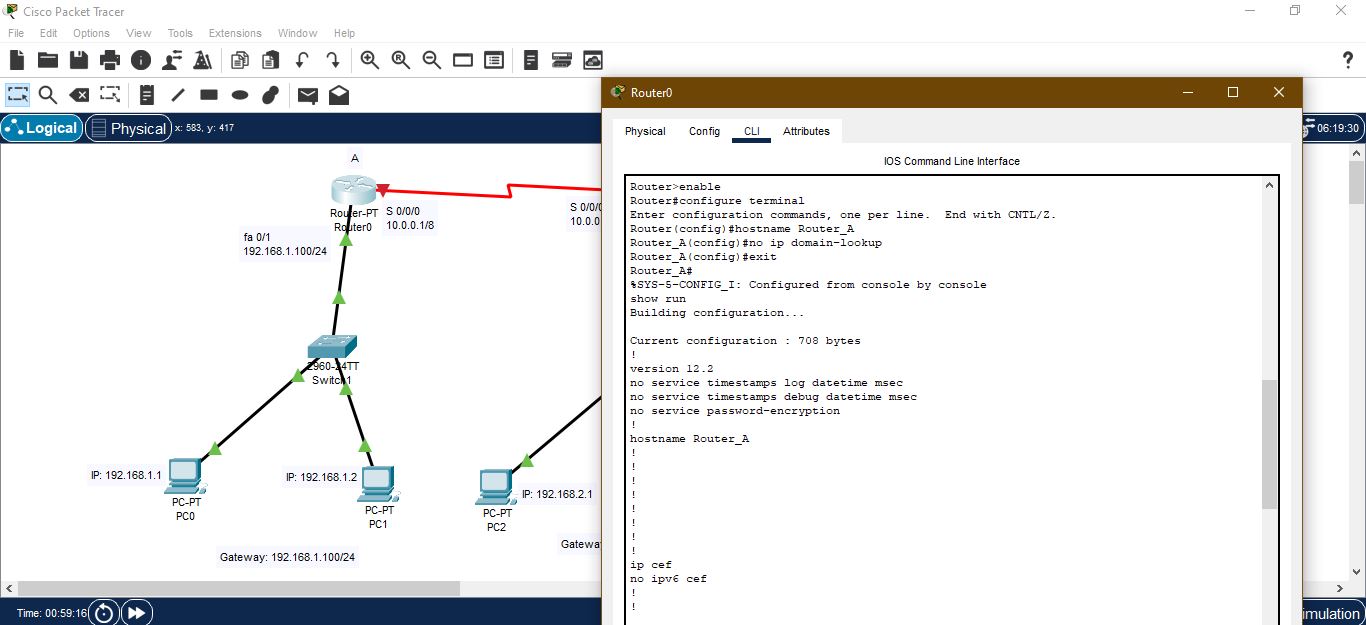 Cisco Packet Tracer
File Edit Options View Tools Extensions Window Help
?
Logical
Physical
x: 583, y: 417
06:19:30
A
Router-PT
Router0
S 0/0/0
10.0.0.1/8
S 0/0/0
10.0.0
fa 0/1
192.168.1.100/24
2960-24TT
Switch1
IP: 192.168.1.1
PC-PT
PC0
IP: 192.168.1.2
PC-PT
PC1
IP: 192.168.2.1
PC-PT
PC2
Gateway: 192.168.1.100/24
Gateway
Time: 00:59:16
imulation
Router0
Physical Config CLI Attributes
IOS Command Line Interface
Router>enable
Router#configure terminal
Enter configuration commands, one per line.  End with CNTL/Z.
Router(config)#hostname Router_A
Router_A(config)#no ip domain-lookup
Router_A(config)#exit
Router_A#
%SYS-5-CONFIG_I: Configured from console by console
show run
Building configuration...
Current configuration : 708 bytes
!
version 12.2
no service timestamps log datetime msec
no service timestamps debug datetime msec
no service password-encryption
!
hostname Router_A
!
!
!
!
!
!
!
!
ip cef
no ipv6 cef
!
!